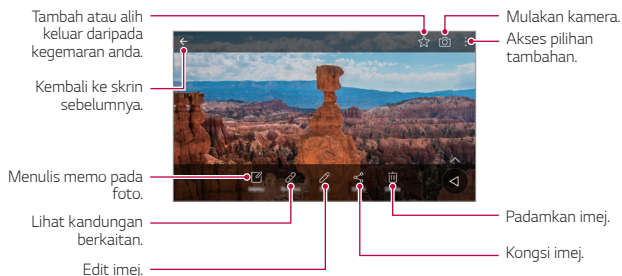 Tambah atau alih
keluar daripada
kegemaran anda.
Kembali ke skrin
sebelumnya.
Menulis memo pada
foto.
Lihat kandungan
berkaitan.
Edit imej.
Mulakan kamera.
Akses pilihan
tambahan.
Padamkan imej.
Kongsi imej.